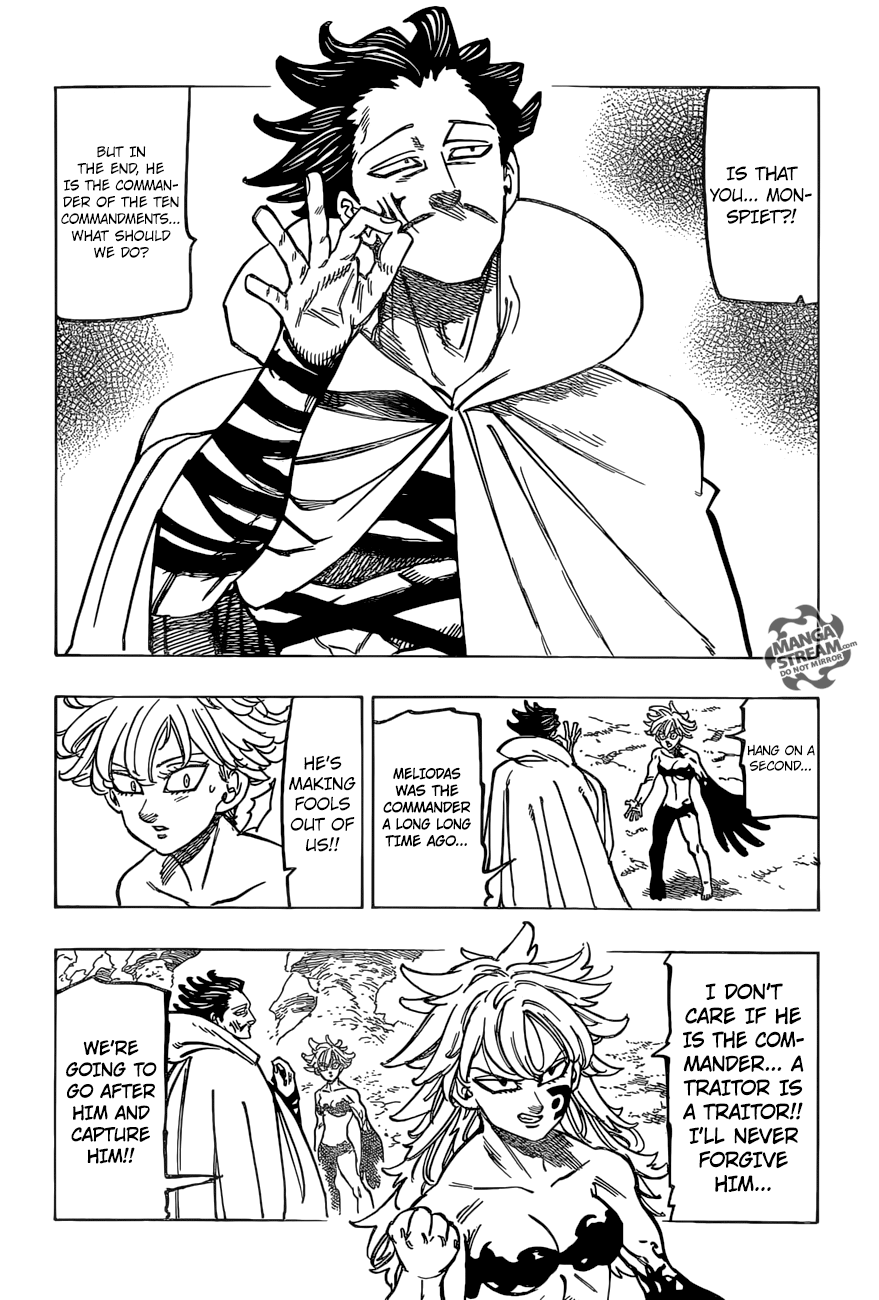 IS THAT
YOU... MON-
SPIET?!
BUT IN
THE END, HE
IS THE COMMAN-
DER OF THE TEN
COMMANDMENTS...
WHAT SHOULD
WE DO?
MANGA
STREAM.com
DO NOT MIRROR
HANG ON A
SECOND...
MELIODAS
WAS THE
COMMANDER
A LONG LONG
TIME AGO...
HE'S
MAKING
FOOLS
OUT OF
US!!
I DON'T
CARE IF HE
IS THE COM-
MANDER... A
TRAITOR IS
A TRAITOR!!
I'LL NEVER
FORGIVE
HIM...
WE'RE
GOING TO
GO AFTER
HIM AND
CAPTURE
HIM!!